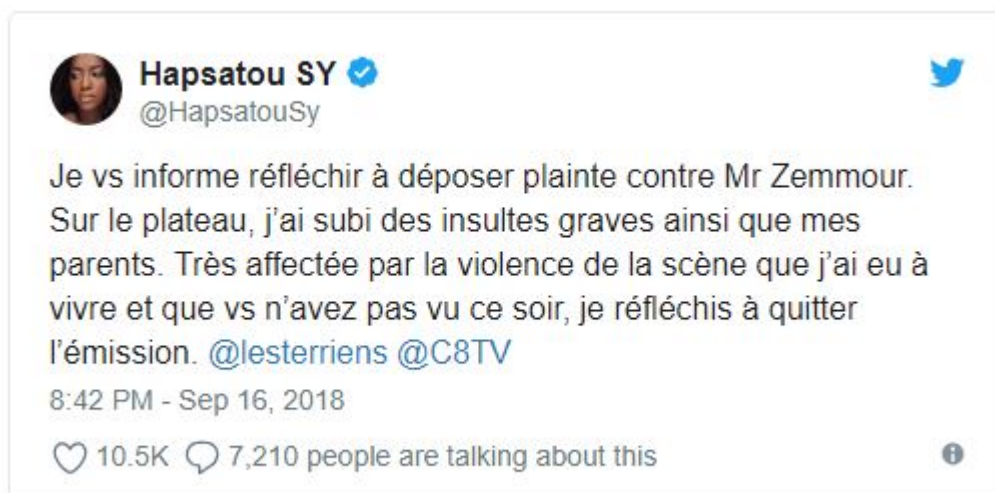 Hapsatou SY
@HapsatouSy
Je vs informe réfléchir à déposer plainte contre Mr Zemmour.
Sur le plateau, j’ai subi des insultes graves ainsi que mes
parents. Très affectée par la violence de la scène que j’ai eu à
vivre et que vs n’avez pas vu ce soir, je réfléchis à quitter
l’émission. @lesterriens @C8TV
8:42 PM - Sep 16, 2018
10.5K 7,210 people are talking about this